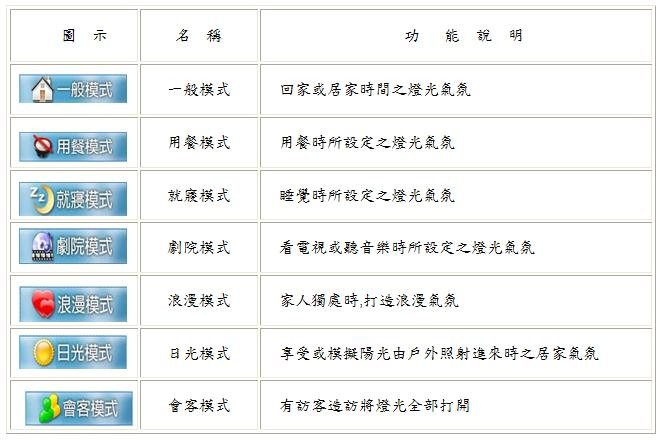 圖 示 名 稱 功 能 說 明
一般模式 一般模式 回家或居家時間之燈光氣氛
用餐模式 用餐模式 用餐時所設定之燈光氣氛
就寢模式 就寢模式 睡覺時所設定之燈光氣氛
劇院模式 劇院模式 看電視或聽音樂時所設定之燈光氣氛
浪漫模式 浪漫模式 家人獨處時,打造浪漫氣氛
日光模式 日光模式 享受或模擬陽光由戶外照射進來時之居家氣氛
會客模式 會客模式 有訪客造訪將燈光全部打開